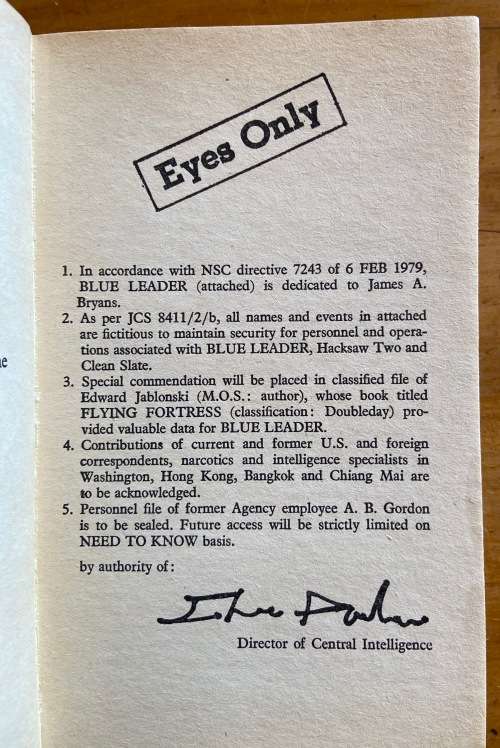 Eyes Only
1. In accordance with NSC directive 7243 of 6 FEB 1979,
BLUE LEADER (attached) is dedicated to James A.
Bryans.
2. As per JCS 8411/2/b, all names and events in attached
are fictitious to maintain security for personnel and opera-
tions associated with BLUE LEADER, Hacksaw Two and
Clean Slate.
3. Special commendation will be placed in classified file of
Edward Jablonski (M.O.S.: author), whose book titled
FLYING FORTRESS (classification: Doubleday) pro-
vided valuable data for BLUE LEADER.
4. Contributions of current and former U.S. and foreign
correspondents, narcotics and intelligence specialists in
Washington, Hong Kong, Bangkok and Chiang Mai are
to be acknowledged.
5. Personnel file of former Agency employee A. B. Gordon
is to be sealed. Future access will be strictly limited on
NEED TO KNOW basis.
by authority of:
Director of Central Intelligence